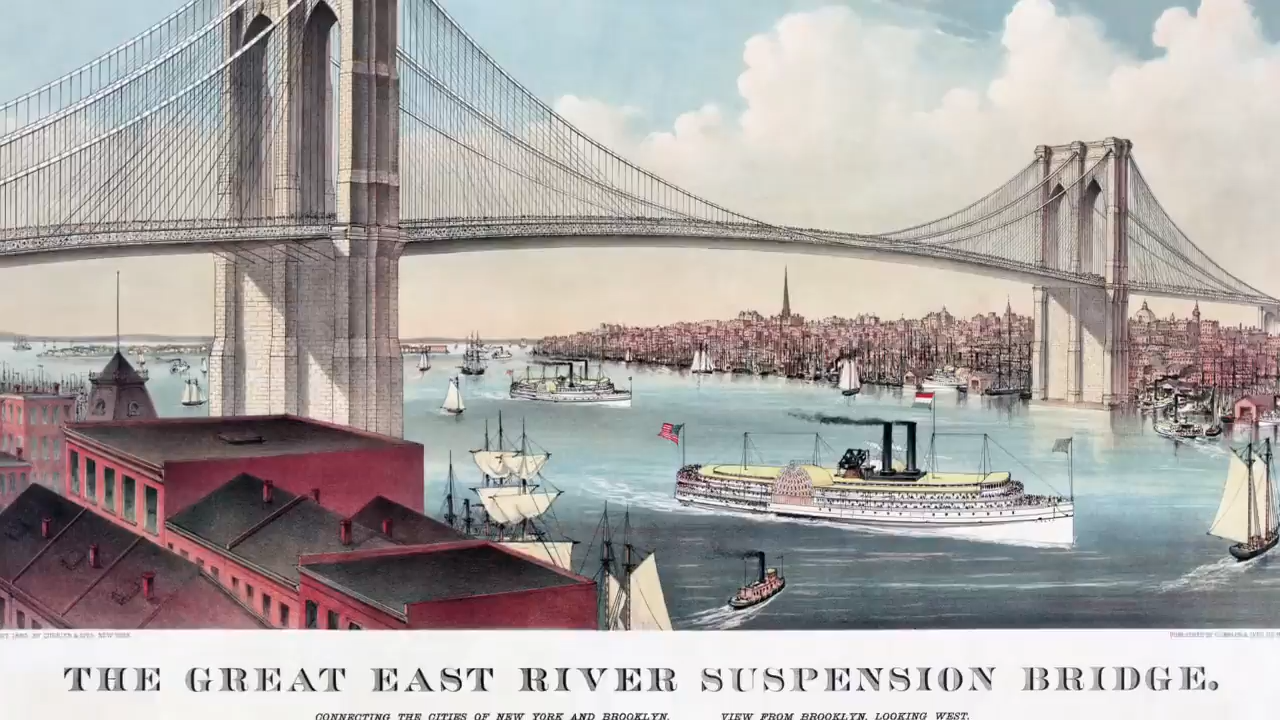 THE GREAT EAST RIVER SUSPENSION BRIDGE.
CONNECTING THE CITIES OF NEW YORK AND BROOKLYN. VIEW FROM BROOKLYN, LOOKING WEST.